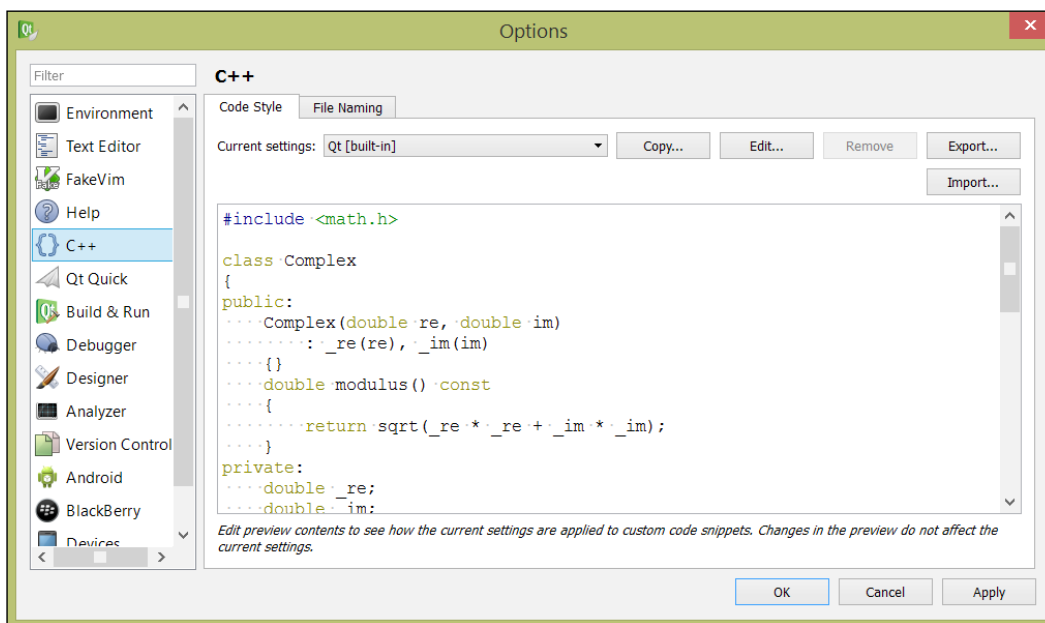 Options
Filter
Environment
Text Editor
FakeVim
Help
C++
Qt Quick
Build & Run
Debugger
Designer
Analyzer
Version Control
Android
BlackBerry
Devices
C++
Code Style File Naming
Current settings: Qt [built-in] Copy... Edit... Remove Export...
Import...
#include <math.h>
class Complex
{
public:
    Complex(double re, double im)
        : _re(re), _im(im)
    {}
    double modulus() const
    {
        return sqrt(_re * _re + _im * _im);
    }
private:
    double _re;
    double _im;
Edit preview contents to see how the current settings are applied to custom code snippets. Changes in the preview do not affect the
current settings.
OK Cancel Apply